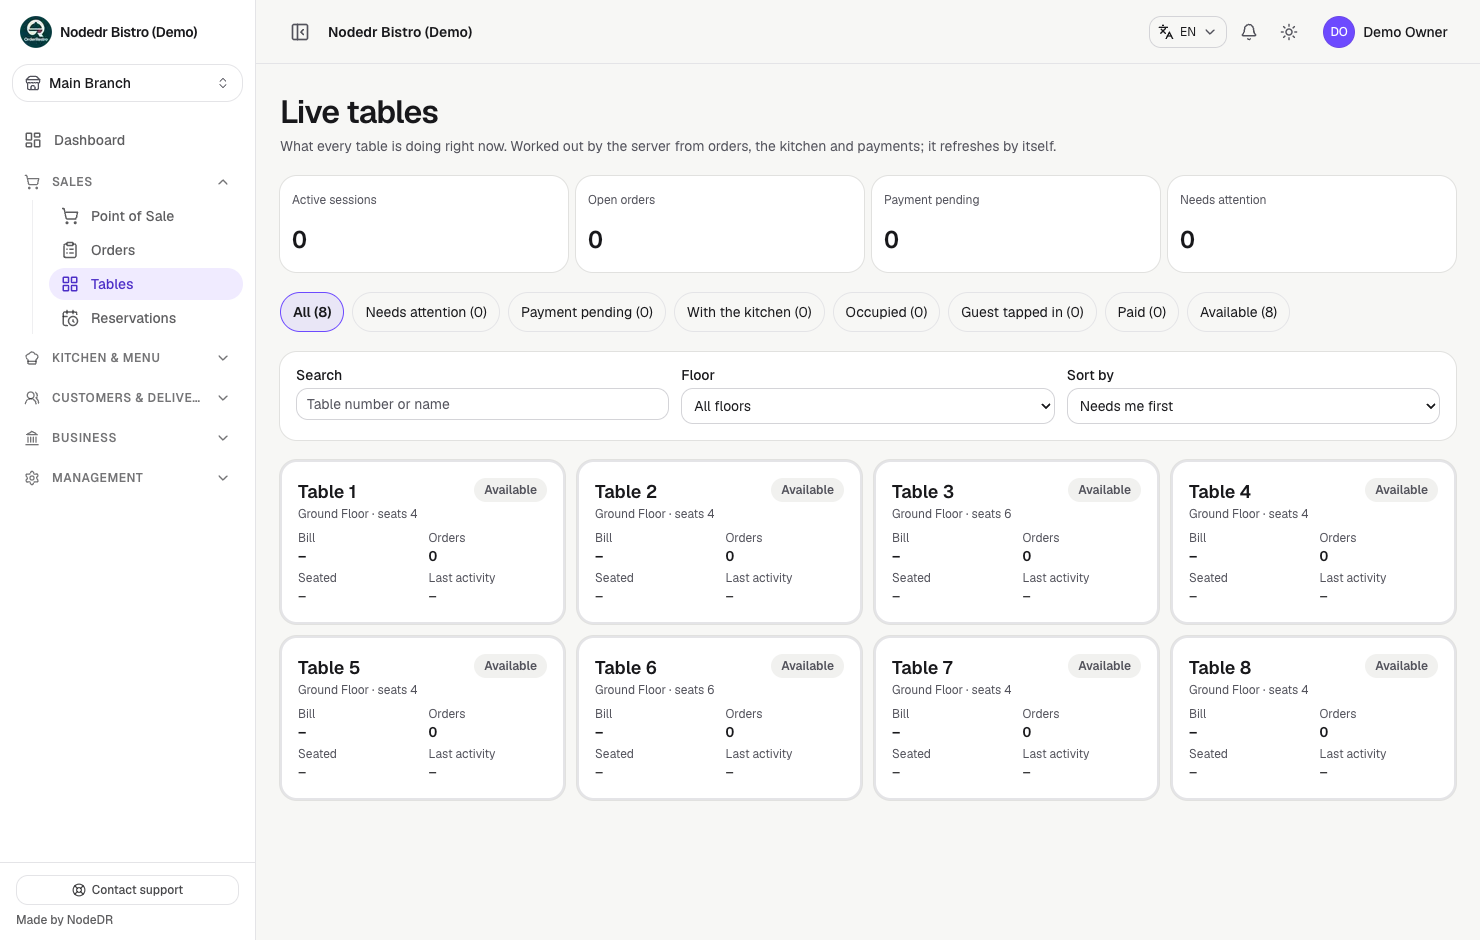 Nodedr Bistro (Demo)
Main Branch
Dashboard
SALES
Point of Sale
Orders
Tables
Reservations
KITCHEN & MENU
CUSTOMERS & DELIVE...
BUSINESS
MANAGEMENT
Contact support
Made by NodeDR
Nodedr Bistro (Demo)
EN
DO
Demo Owner
Live tables
What every table is doing right now. Worked out by the server from orders, the kitchen and payments; it refreshes by itself.
Active sessions
0
Open orders
0
Payment pending
0
Needs attention
0
All (8)
Needs attention (0)
Payment pending (0)
With the kitchen (0)
Occupied (0)
Guest tapped in (0)
Paid (0)
Available (8)
Search
Table number or name
Floor
All floors
Sort by
Needs me first
Table 1 Available
Ground Floor · seats 4
Bill Orders
– 0
Seated Last activity
– –
Table 2 Available
Ground Floor · seats 4
Bill Orders
– 0
Seated Last activity
– –
Table 3 Available
Ground Floor · seats 6
Bill Orders
– 0
Seated Last activity
– –
Table 4 Available
Ground Floor · seats 4
Bill Orders
– 0
Seated Last activity
– –
Table 5 Available
Ground Floor · seats 4
Bill Orders
– 0
Seated Last activity
– –
Table 6 Available
Ground Floor · seats 6
Bill Orders
– 0
Seated Last activity
– –
Table 7 Available
Ground Floor · seats 4
Bill Orders
– 0
Seated Last activity
– –
Table 8 Available
Ground Floor · seats 4
Bill Orders
– 0
Seated Last activity
– –